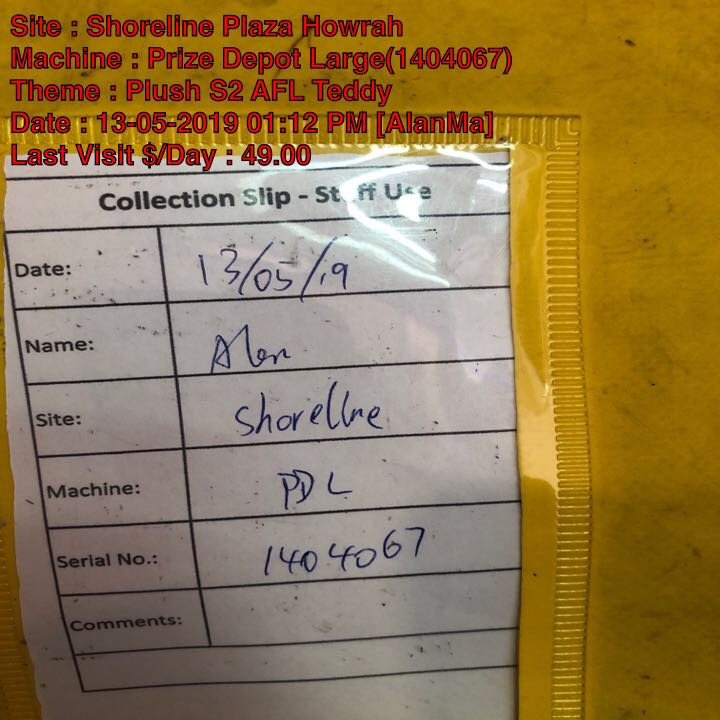 Site : Shoreline Plaza Howrah
Machine : Prize Depot Large(1404067)
Theme : Plush S2 AFL Teddy
Date : 13-05-2019 01:12 PM [AlanMa]
Last Visit $/Day : 49.00
Collection Slip - Staff Use
Date: 13/05/19
Name: Alan
Site: Shoreline
Machine: PDL
Serial No.: 1404067
Comments: